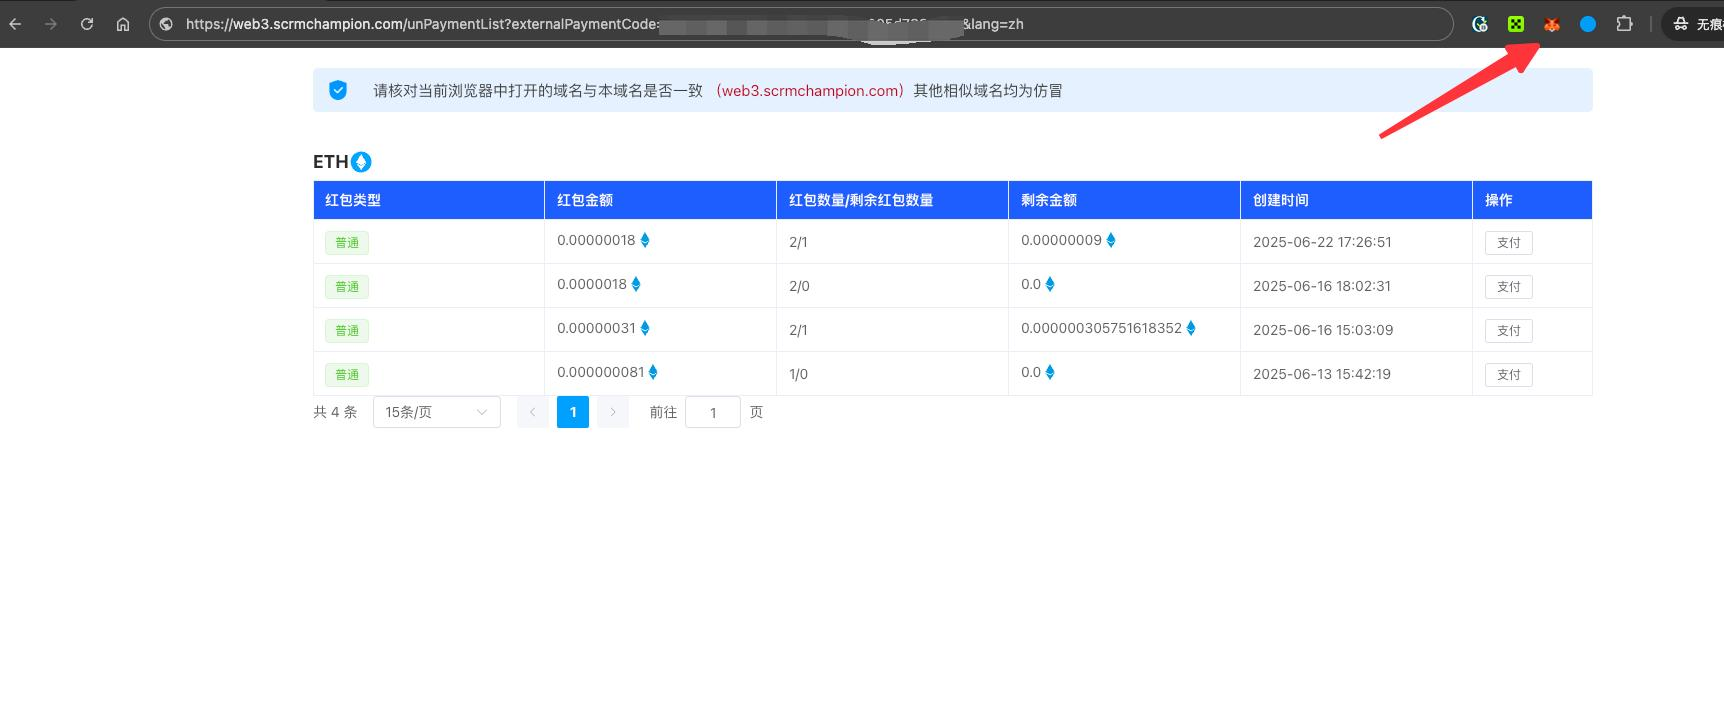 https://web3.scrmchampion.com/unPaymentList?externalPaymentCode: &lang=zh 无痕
请核对当前浏览器中打开的域名与本域名是否一致 （web3.scrmchampion.com）其他相似域名均为仿冒
ETH
红包类型 红包金额 红包数量/剩余红包数量 剩余金额 创建时间 操作
普通 0.00000018 2/1 0.00000009 2025-06-22 17:26:51 支付
普通 0.0000018 2/0 0.0 2025-06-16 18:02:31 支付
普通 0.00000031 2/1 0.000000305751618352 2025-06-16 15:03:09 支付
普通 0.000000081 1/0 0.0 2025-06-13 15:42:19 支付
共 4 条 15条/页 1 前往 1 页